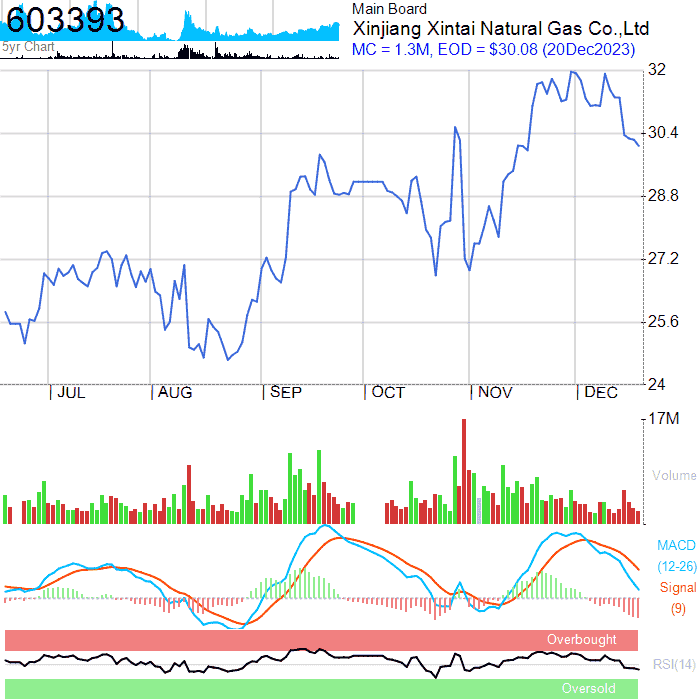 603393
5yr Chart
Main Board
Xinjiang Xintai Natural Gas Co.,Ltd
MC = 1.3M, EOD = $30.08 (20Dec2023)
32
30.4
28.8
27.2
25.6
24
JUL
AUG
SEP
OCT
NOV
DEC
17M
Volume
MACD
(12-26)
Signal
(9)
Overbought
RSI(14)
Oversold